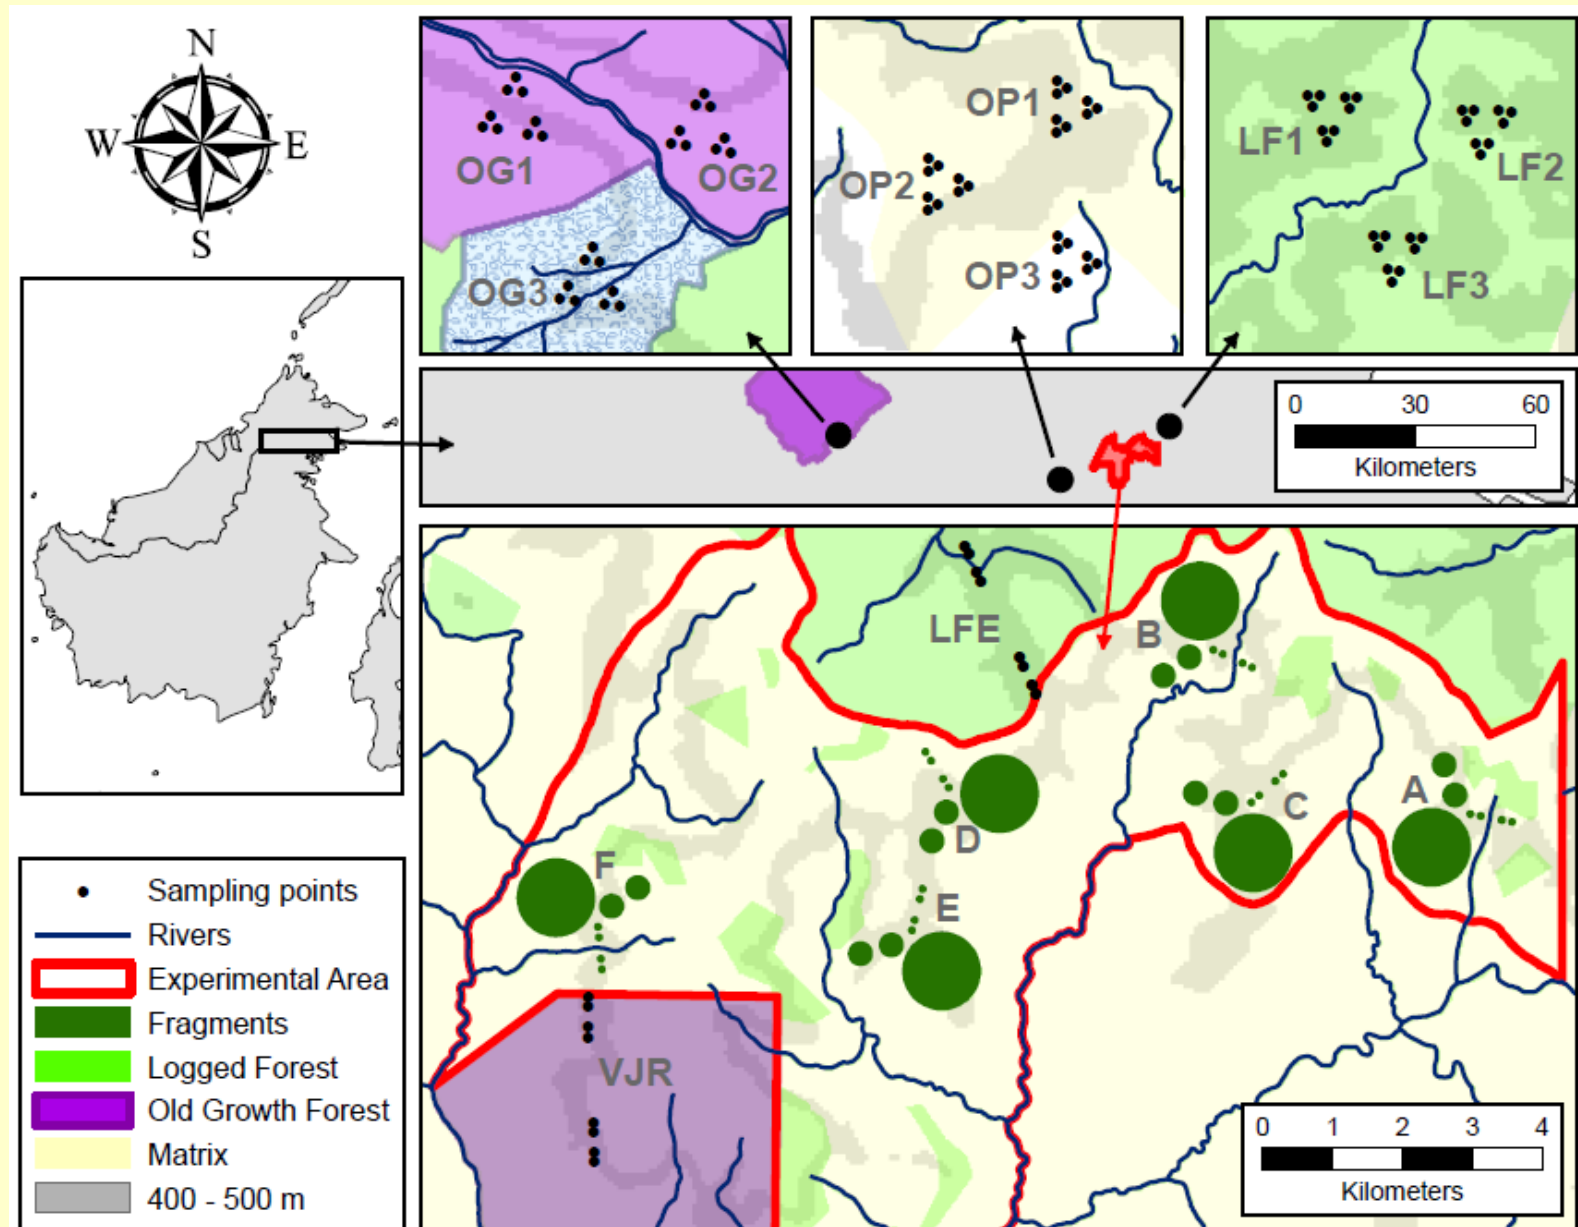 N
W
E
S
OG1
OG2
OG3
OP1
OP2
OP3
LF1
LF2
LF3
0 30 60
Kilometers
LFE
B
A
C
D
F
E
VJR
Sampling points
Rivers
Experimental Area
Fragments
Logged Forest
Old Growth Forest
Matrix
400 - 500 m
0 1 2 3 4
Kilometers